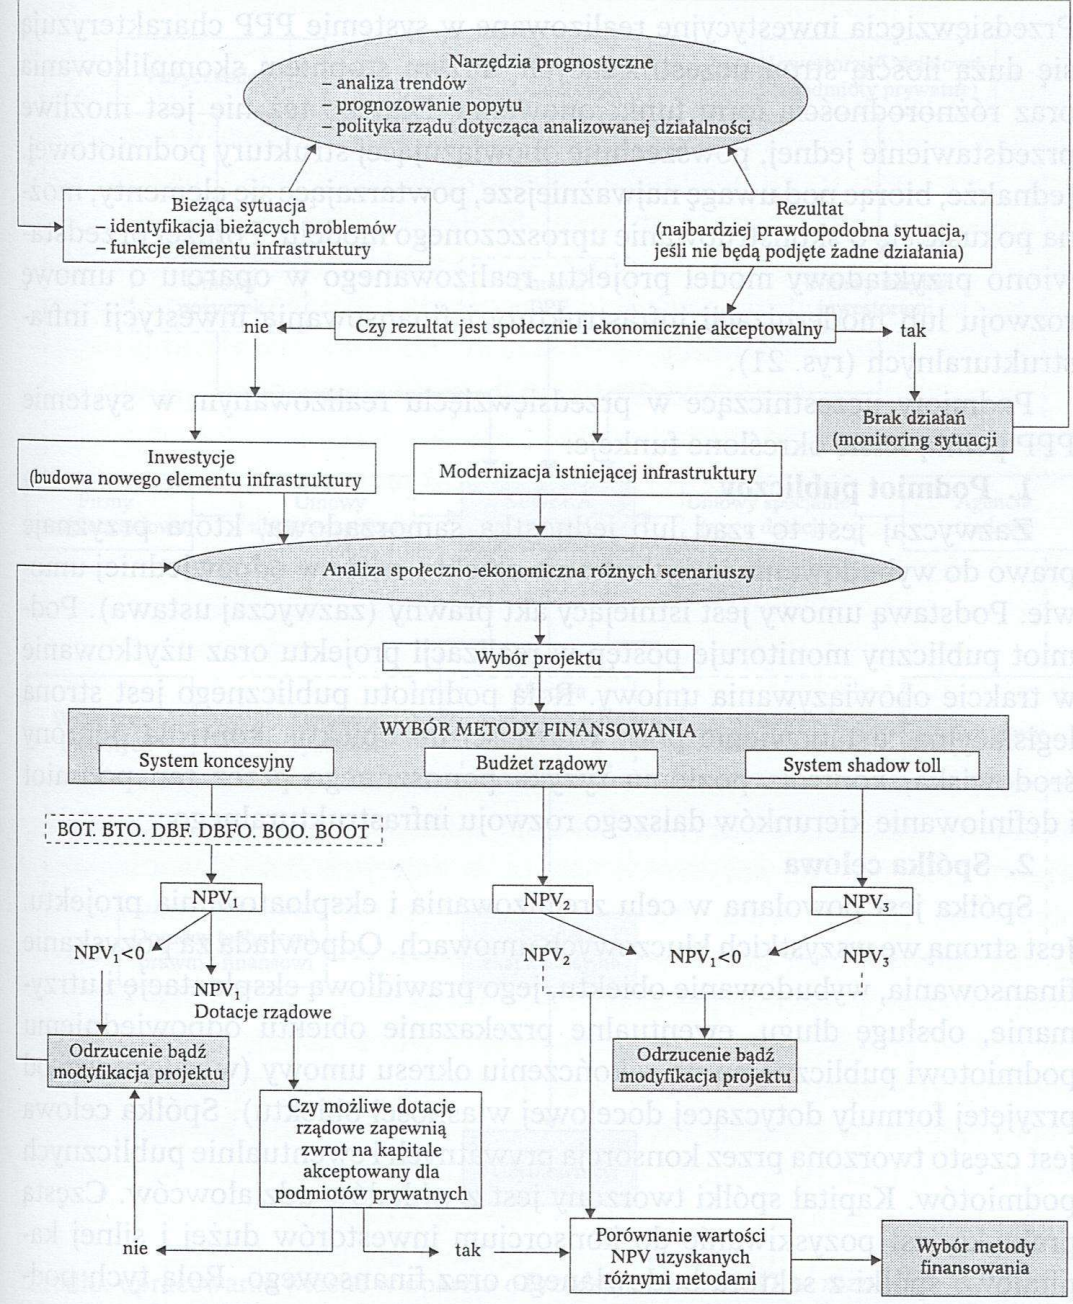 Narzędzia prognostyczne
– analiza trendów
– prognozowanie popytu
– polityka rządu dotycząca analizowanej działalności
Bieżąca sytuacja
– identyfikacja bieżących problemów
– funkcje elementu infrastruktury
Rezultat
(najbardziej prawdopodobna sytuacja,
jeśli nie będą podjęte żadne działania)
nie
Czy rezultat jest społecznie i ekonomicznie akceptowalny
tak
Brak działań
(monitoring sytuacji
Inwestycje
(budowa nowego elementu infrastruktury
Modernizacja istniejącej infrastruktury
Analiza społeczno-ekonomiczna różnych scenariuszy
Wybór projektu
WYBÓR METODY FINANSOWANIA
System koncesyjny
Budżet rządowy
System shadow toll
BOT. BTO. DBF. DBFO. BOO. BOOT
NPV₁
NPV₂
NPV₃
NPV₁<0
NPV₂
NPV₁<0
NPV₃
NPV₁
Dotacje rządowe
Odrzucenie bądź
modyfikacja projektu
Odrzucenie bądź
modyfikacja projektu
Czy możliwe dotacje
rządowe zapewnią
zwrot na kapitale
akceptowany dla
podmiotów prywatnych
nie
tak
Porównanie wartości
NPV uzyskanych
różnymi metodami
Wybór metody
finansowania